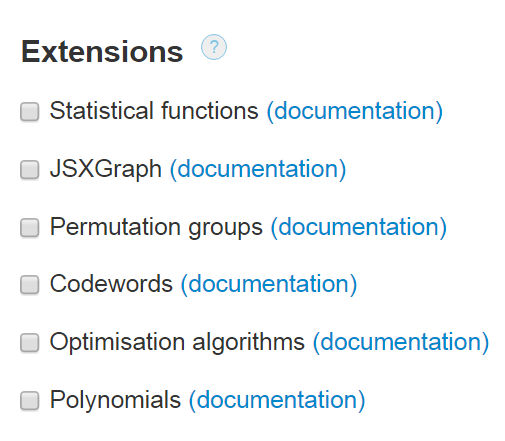 Extensions ?
Statistical functions (documentation)
JSXGraph (documentation)
Permutation groups (documentation)
Codewords (documentation)
Optimisation algorithms (documentation)
Polynomials (documentation)